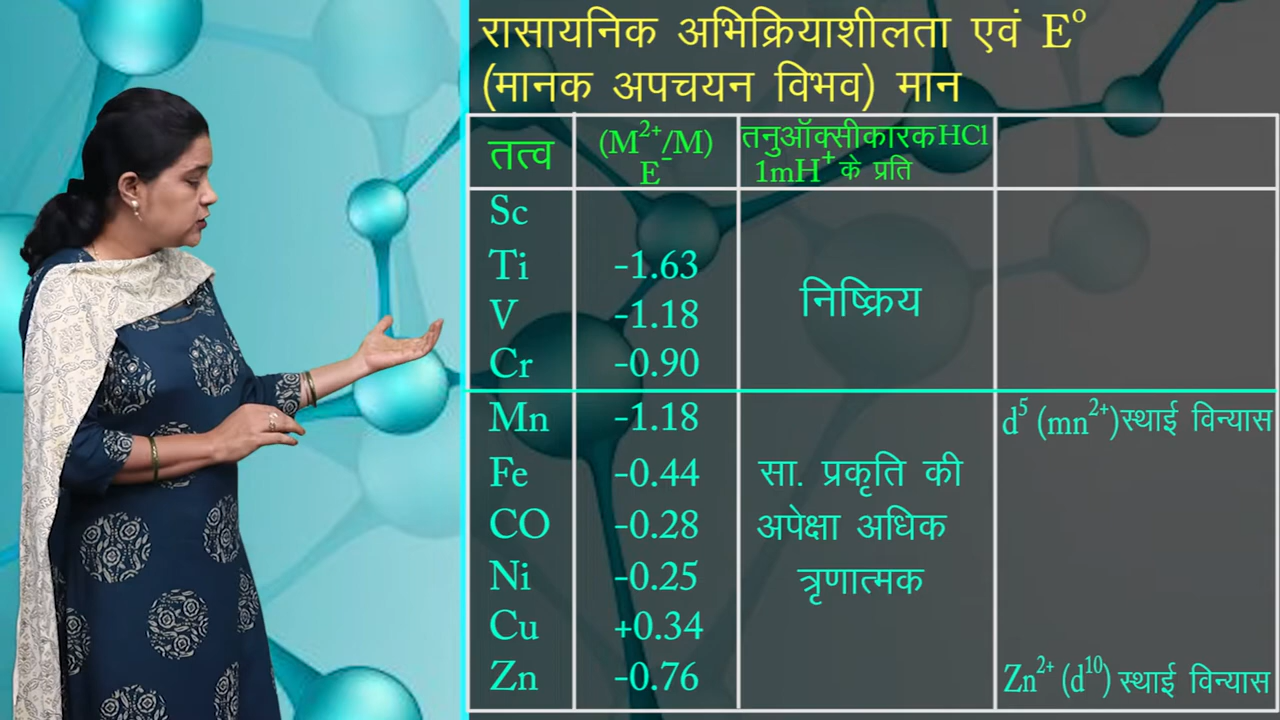 रासायनिक अभिक्रियाशीलता एवं E°
(मानक अपचयन विभव) मान
तत्व (M²⁺/M) E⁻ तनुऑक्सीकारक HCl 1mH⁺ के प्रति
Sc
Ti -1.63
V -1.18
निष्क्रिय
Cr -0.90
Mn -1.18 d⁵ (mn²⁺) स्थाई विन्यास
Fe -0.44 सा. प्रकृति की
CO -0.28 अपेक्षा अधिक
Ni -0.25 त्रृणात्मक
Cu +0.34
Zn -0.76 Zn²⁺ (d¹⁰) स्थाई विन्यास